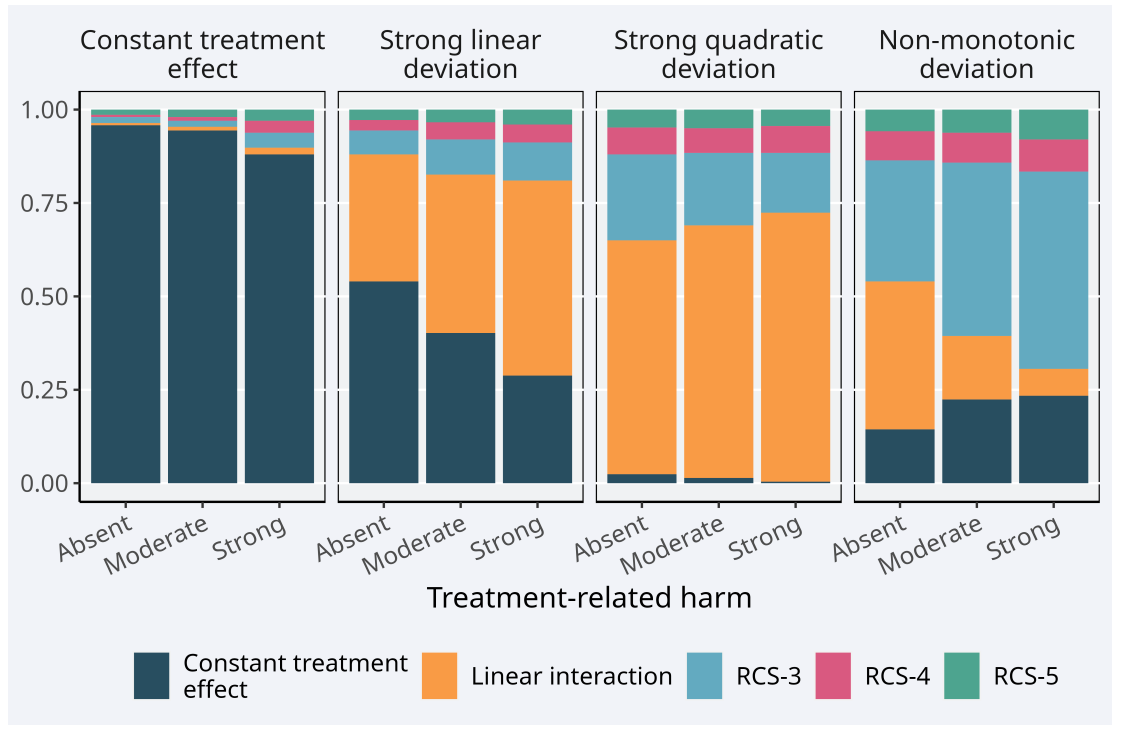 Constant treatment
effect
Strong linear
deviation
Strong quadratic
deviation
Non-monotonic
deviation
1.00
0.75
0.50
0.25
0.00
Absent Moderate Strong Absent Moderate Strong Absent Moderate Strong Absent Moderate Strong
Treatment-related harm
Constant treatment
effect
Linear interaction
RCS-3
RCS-4
RCS-5